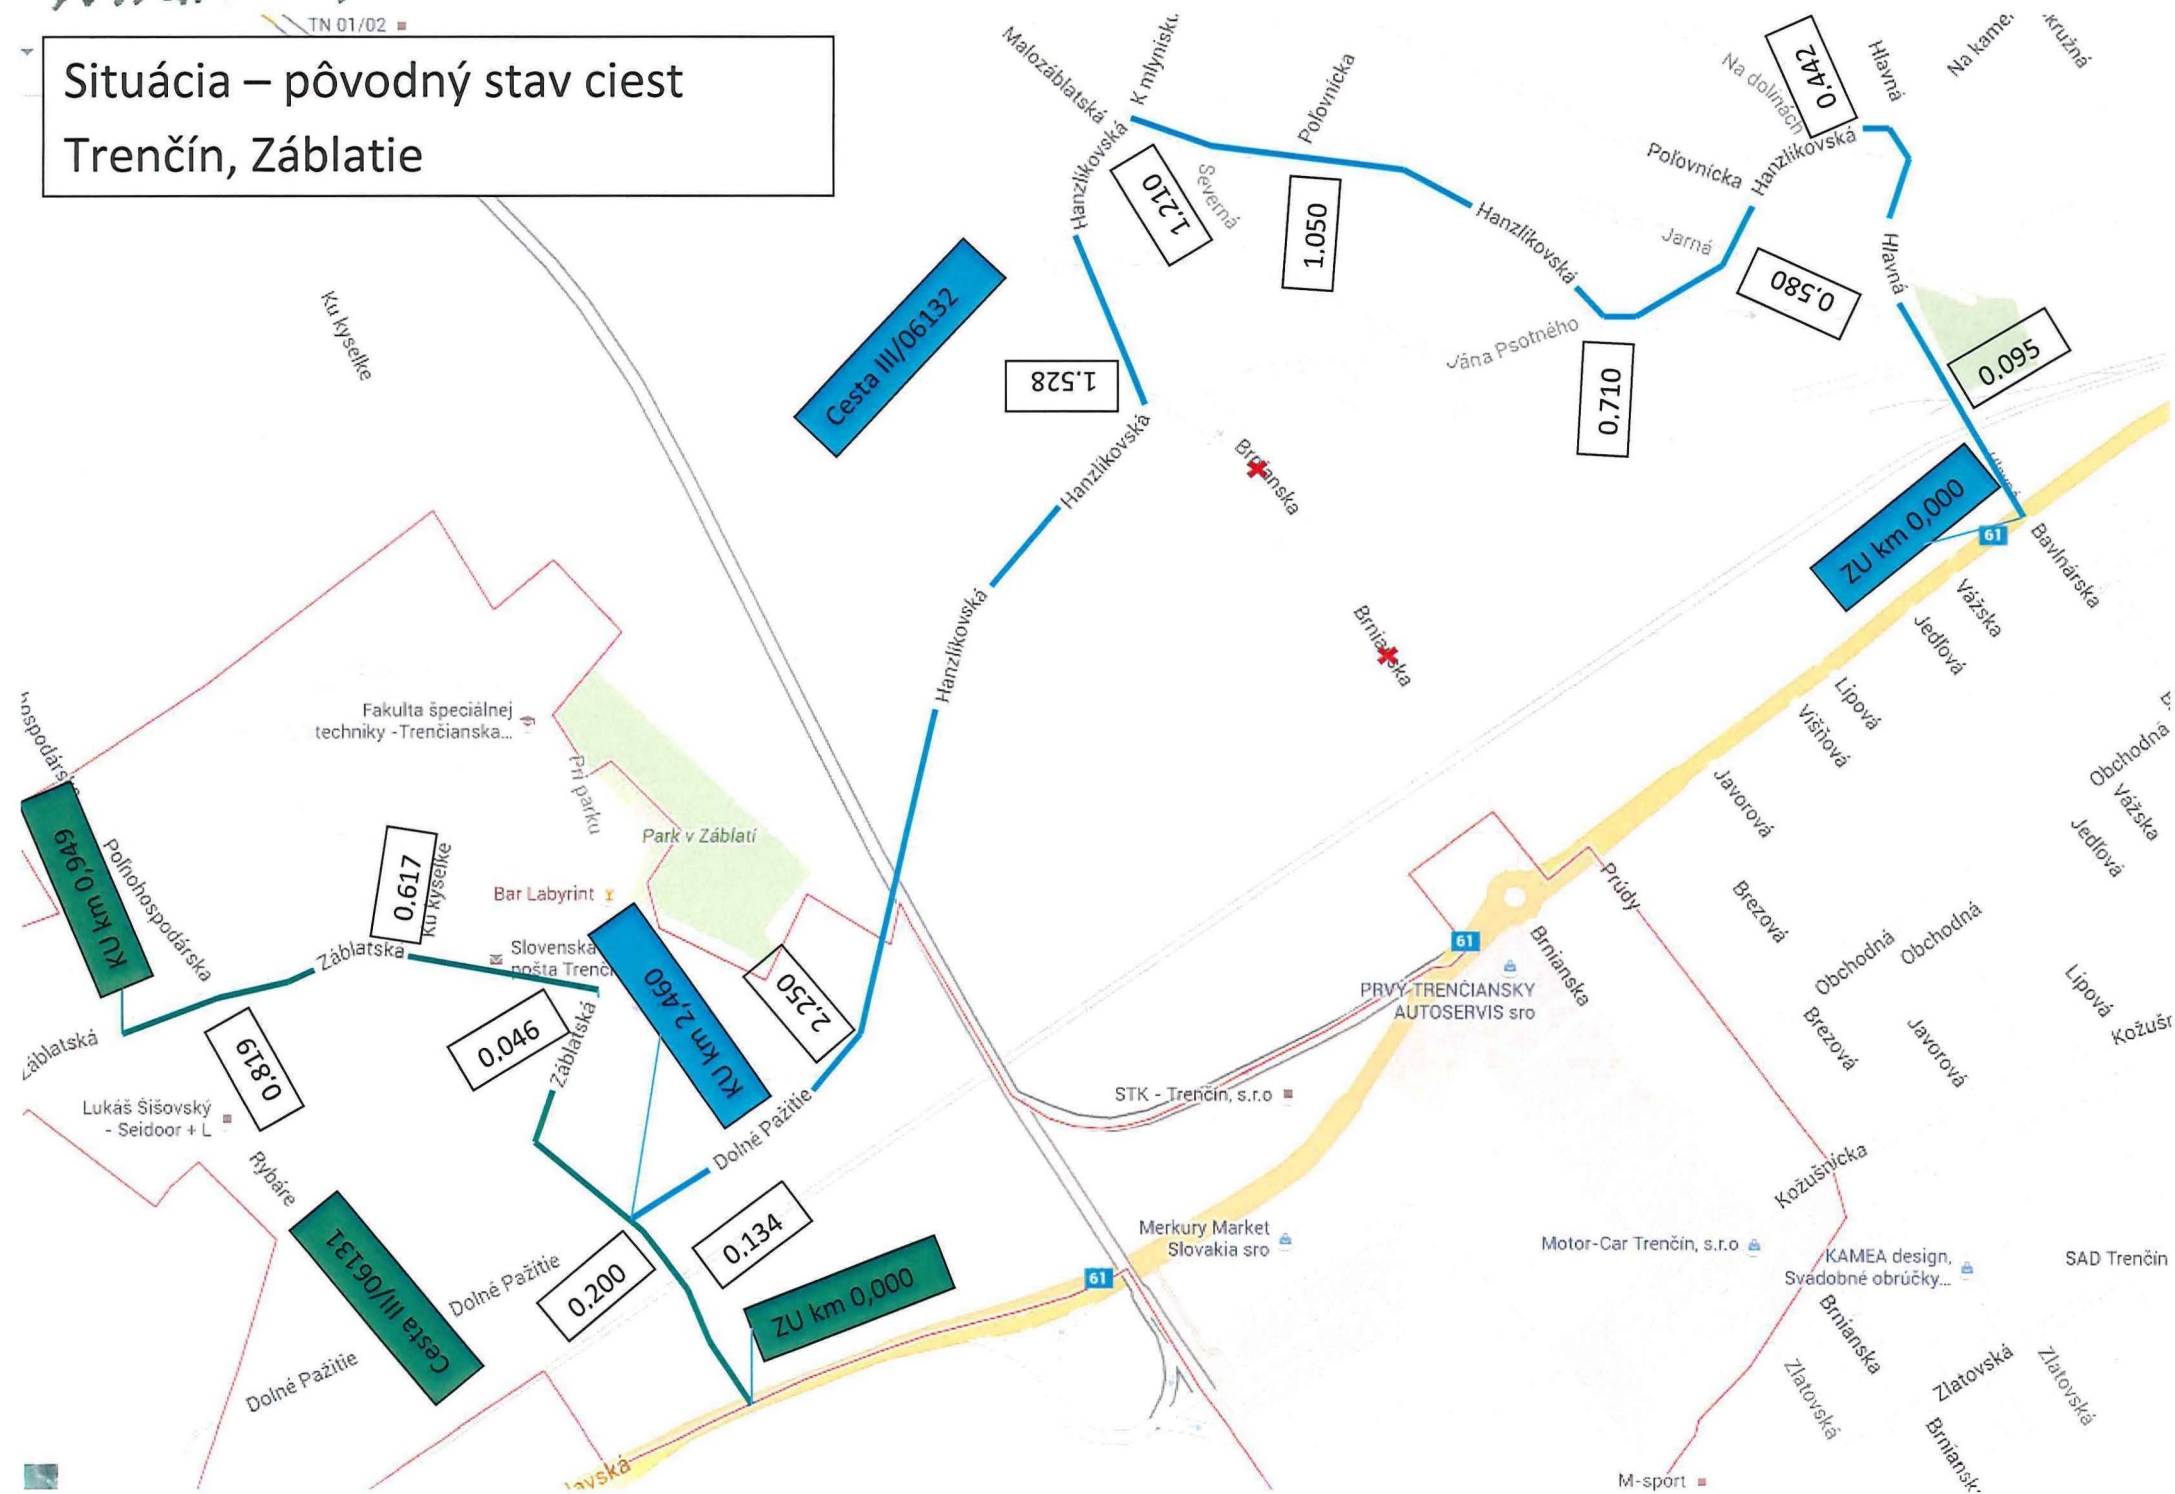 TN 01/02
Situácia – pôvodný stav ciest
Trenčín, Záblatie
Malozáblatská
K mlynisku
Poľovnícka
Na dolinách
0.442
Hlavná
Na kame
kružná
Hanzlíkovská
Hanzlíkovská
Severná
1.210
1.050
Poľovnícka
Hanzlíkovská
Hanzlíkovská
Jarná
0.580
Hlavná
Ku kyselke
Cesta III/06132
1.528
Jána Psotného
0.710
0.095
Hanzlíkovská
Brnianska
ZU km 0,000
61
Bavlnárska
Vážska
Jedľová
Hanzlíkovská
Brnianska
Lipová
Višňová
Obchodná
Vážska
Jedľová
Javorová
Fakulta špeciálnej
techniky -Trenčianska...
Pri parku
Park v Záblatí
KU km 0,949
Poľnohospodárska
0.617
Ku kyselke
Bar Labyrint
Slovenská
pošta Trenč
Záblatská
KU km 2,460
2,250
Prúdy
Brezová
61
Brnianska
Obchodná
Obchodná
PRVÝ TRENČIANSKY
AUTOSERVIS sro
Lipová
Kožuš
Brezová
Javorová
Záblatská
0,819
0,046
Záblatská
Lukáš Šišovský
- Seidoor + L
STK - Trenčín, s.r.o
Dolné Pažitie
Rybáre
Kožušnícka
Cesta III/06131
Dolné Pažitie
0,200
0,134
ZU km 0,000
61
Merkury Market
Slovakia sro
Motor-Car Trenčín, s.r.o
KAMEA design,
Svadobné obrúčky...
SAD Trenčín
Dolné Pažitie
Brnianska
Zlatovská
Zlatovská
Zlatovská
Brniansk
lavská
M-sport